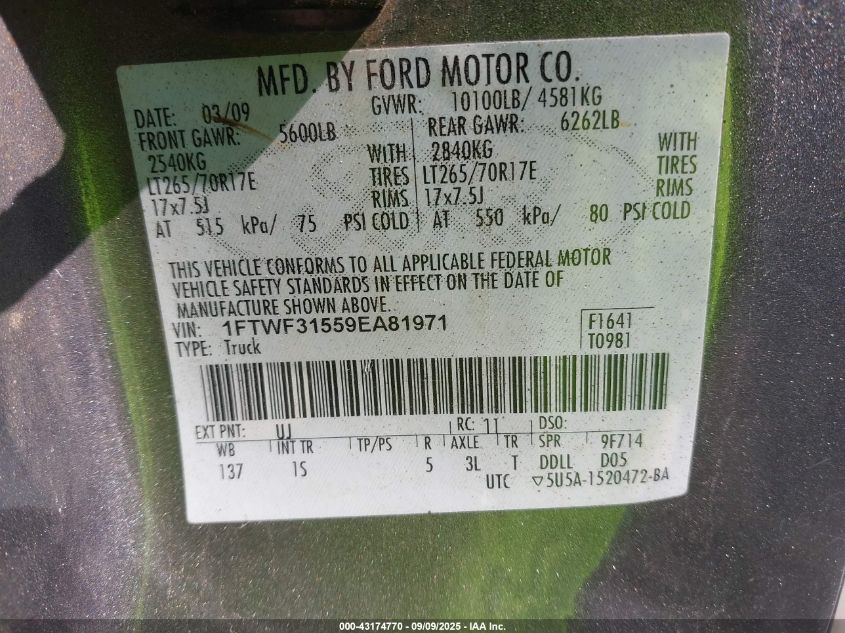 MFD. BY FORD MOTOR CO.
DATE: 03/09 GVWR: 10100LB/ 4581KG
FRONT GAWR: 5600LB REAR GAWR: 6262LB
2540KG WITH 2840KG WITH
LT265/70R17E TIRES LT265/70R17E TIRES
17x7.5J RIMS 17x7.5J RIMS
AT 515 kPa/ 75 PSI COLD AT 550 kPa/ 80 PSI COLD
THIS VEHICLE CONFORMS TO ALL APPLICABLE FEDERAL MOTOR
VEHICLE SAFETY STANDARDS IN EFFECT ON THE DATE OF
MANUFACTURE SHOWN ABOVE.
VIN: 1FTWF31559EA81971 F1641
TYPE: Truck T0981
EXT PNT: UJ RC: 11 DSO:
WB INT TR TP/PS R AXLE TR SPR 9F714
137 1S 5 3L T DDLL D05
UTC ▽5U5A-1520472-BA
000-43174770 - 09/09/2025 - IAA Inc.